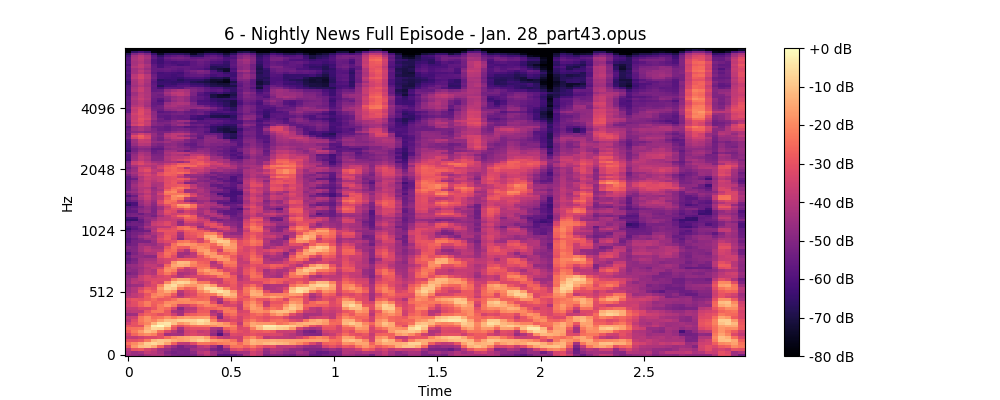 6 - Nightly News Full Episode - Jan. 28_part43.opus
Hz
4096
2048
1024
512
0
0
0.5
1
1.5
2
2.5
Time
+0 dB
-10 dB
-20 dB
-30 dB
-40 dB
-50 dB
-60 dB
-70 dB
-80 dB